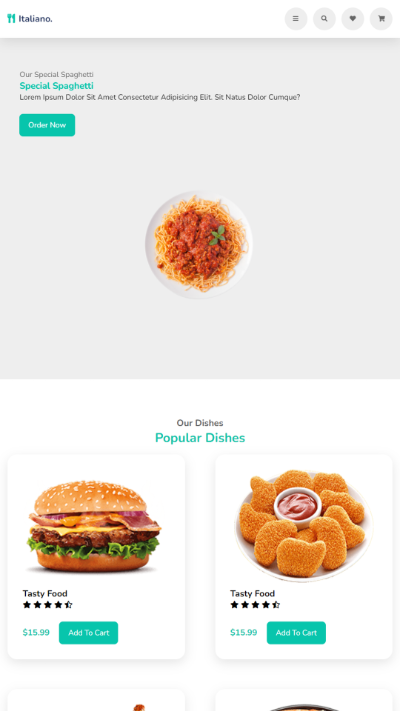 Italiano.
Our Special Spaghetti
Special Spaghetti
Lorem Ipsum Dolor Sit Amet Consectetur Adipisicing Elit. Sit Natus Dolor Cumque?
Order Now
Our Dishes
Popular Dishes
Tasty Food
$15.99 Add To Cart
Tasty Food
$15.99 Add To Cart